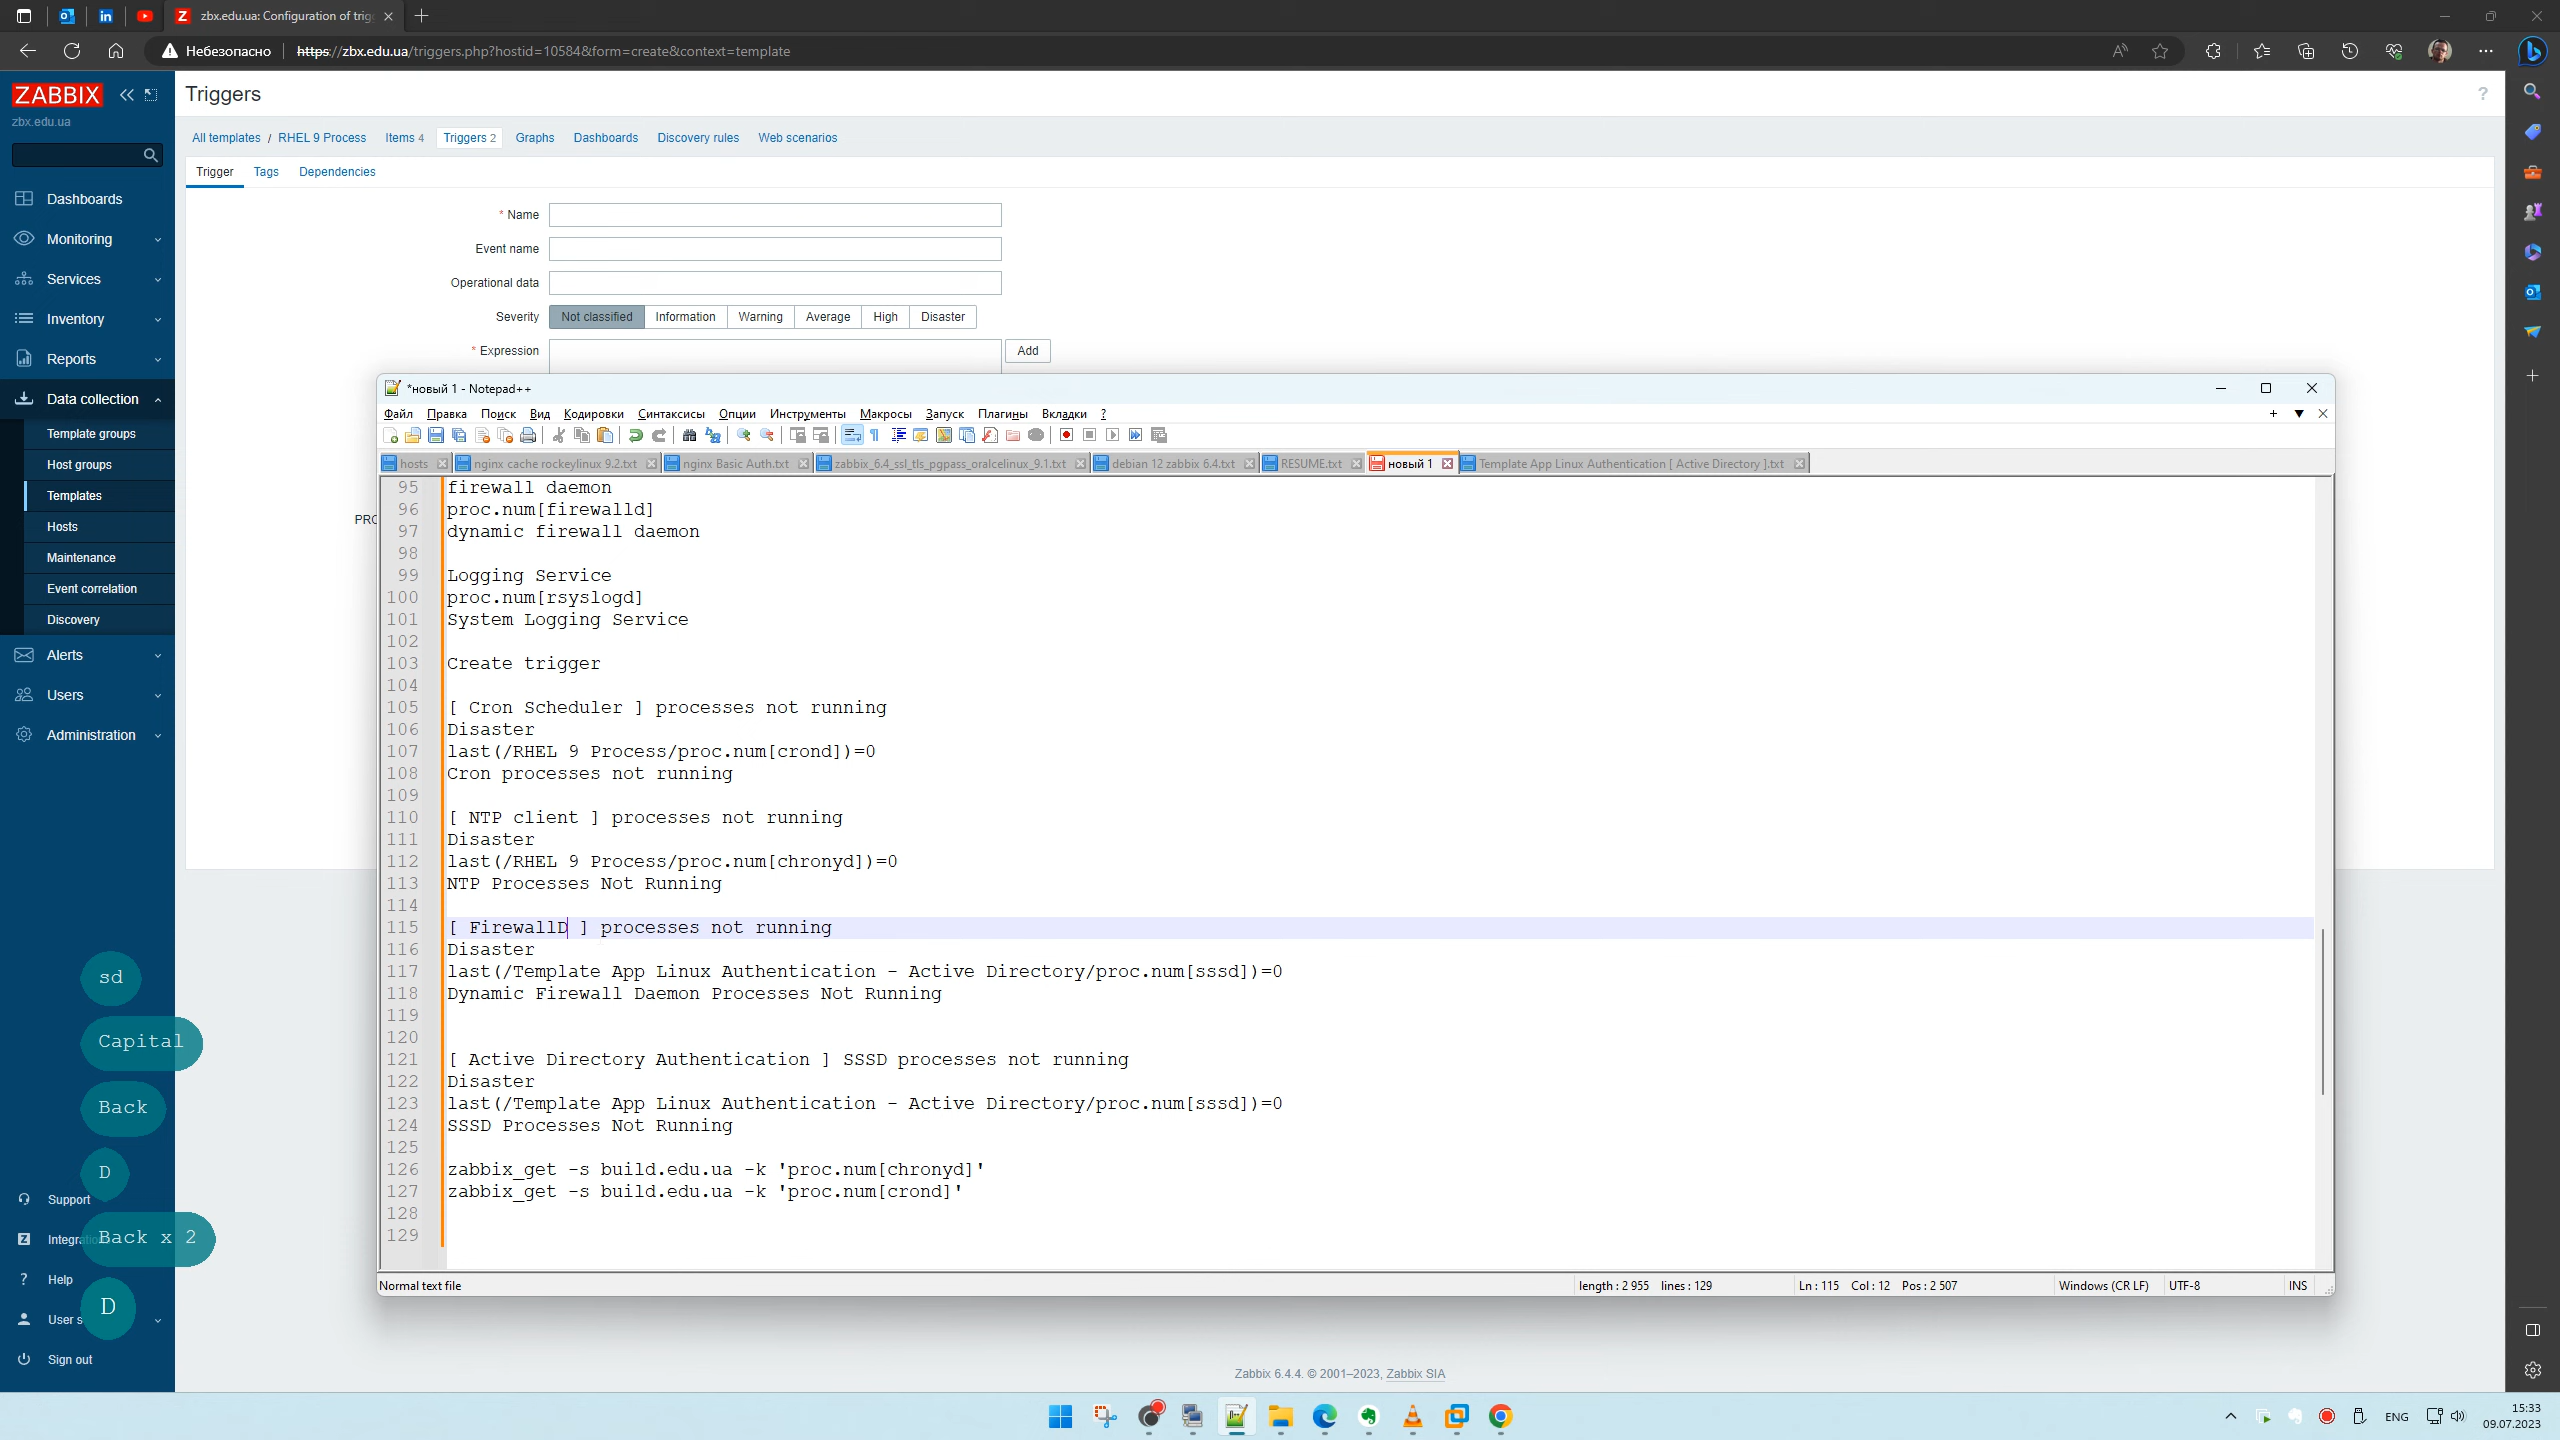 zbx.edu.ua: Configuration of trigg
Небезопасно
https://zbx.edu.ua/triggers.php?hostid=10584&form=create&context=template
ZABBIX
zbx.edu.ua
Triggers
?
All templates / RHEL 9 Process Items 4 Triggers 2 Graphs Dashboards Discovery rules Web scenarios
Trigger Tags Dependencies
* Name
Event name
Operational data
Severity Not classified Information Warning Average High Disaster
* Expression Add
Dashboards
Monitoring
Services
Inventory
Reports
Data collection
Template groups
Host groups
Templates
Hosts
Maintenance
Event correlation
Discovery
Alerts
Users
Administration
PRO
*новый 1 - Notepad++
Файл Правка Поиск Вид Кодировки Синтаксисы Опции Инструменты Макросы Запуск Плагины Вкладки ?
hosts nginx cache rockeylinux 9.2.txt nginx Basic Auth.txt zabbix_6.4_ssl_tls_pgpass_oralcelinux_9.1.txt debian 12 zabbix 6.4.txt RESUME.txt новый 1 Template App Linux Authentication [ Active Directory ].txt
95 firewall daemon
96 proc.num[firewalld]
97 dynamic firewall daemon
98
99 Logging Service
100 proc.num[rsyslogd]
101 System Logging Service
102
103 Create trigger
104
105 [ Cron Scheduler ] processes not running
106 Disaster
107 last(/RHEL 9 Process/proc.num[crond])=0
108 Cron processes not running
109
110 [ NTP client ] processes not running
111 Disaster
112 last(/RHEL 9 Process/proc.num[chronyd])=0
113 NTP Processes Not Running
114
115 [ FirewallD ] processes not running
116 Disaster
117 last(/Template App Linux Authentication - Active Directory/proc.num[sssd])=0
118 Dynamic Firewall Daemon Processes Not Running
119
120
121 [ Active Directory Authentication ] SSSD processes not running
122 Disaster
123 last(/Template App Linux Authentication - Active Directory/proc.num[sssd])=0
124 SSSD Processes Not Running
125
126 zabbix_get -s build.edu.ua -k 'proc.num[chronyd]'
127 zabbix_get -s build.edu.ua -k 'proc.num[crond]'
128
129
Normal text file length : 2 955 lines : 129 Ln : 115 Col : 12 Pos : 2 507 Windows (CR LF) UTF-8 INS
sd
Capital
Back
D
Back x 2
D
Support
Integrati
Help
User s
Sign out
Zabbix 6.4.4. © 2001–2023, Zabbix SIA
ENG
15:33
09.07.2023